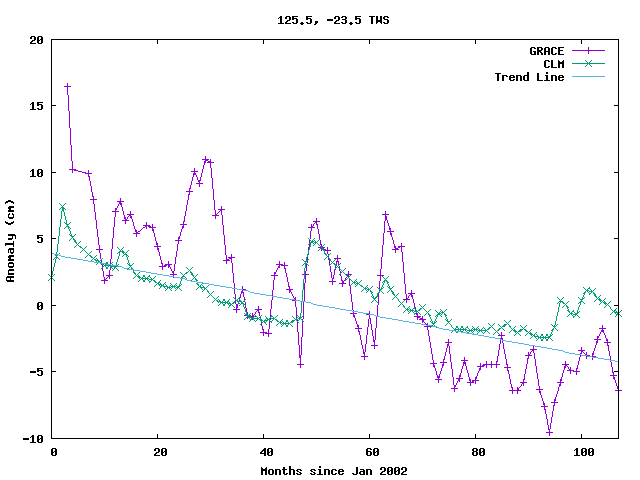 125.5, -23.5 TWS
GRACE
CLM
Trend Line
Anomaly (cm)
20
15
10
5
0
-5
-10
0 20 40 60 80 100
Months since Jan 2002